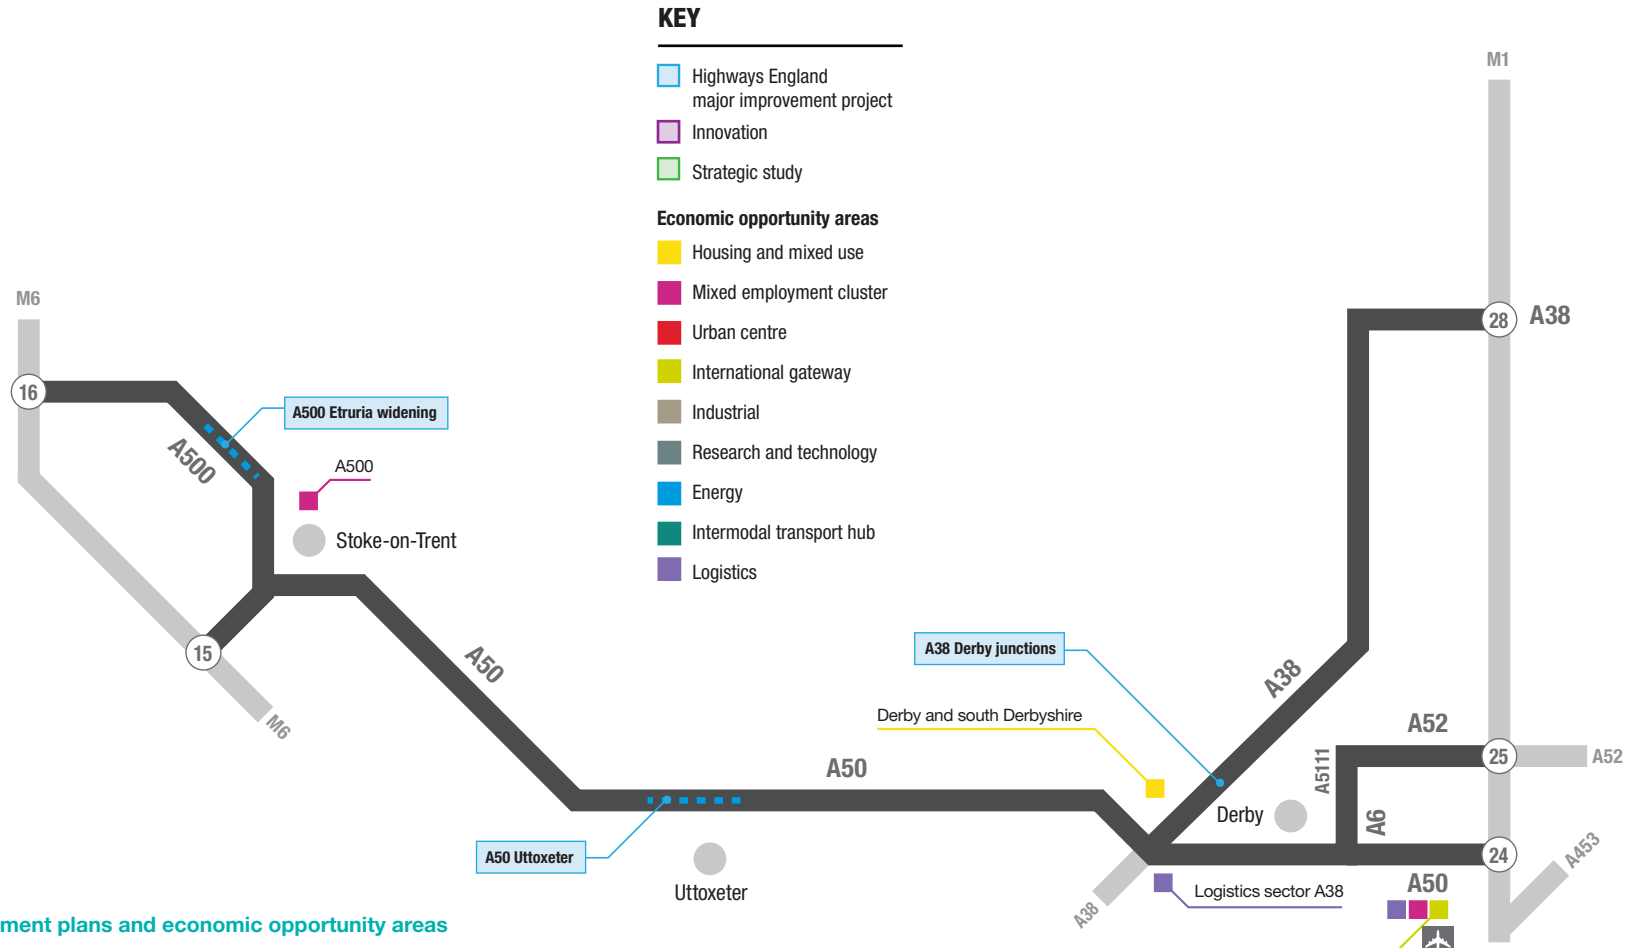 KEY
Highways England
major improvement project
Innovation
Strategic study
Economic opportunity areas
Housing and mixed use
Mixed employment cluster
Urban centre
International gateway
Industrial
Research and technology
Energy
Intermodal transport hub
Logistics
M1
M6
28
A38
16
A500 Etruria widening
A500
A500
Stoke-on-Trent
15
M6
A50
A38 Derby junctions
A38
Derby and south Derbyshire
A52
A50
A5111
25
A52
Derby
A6
A50 Uttoxeter
24
A453
Uttoxeter
A50
Logistics sector A38
A38
ment plans and economic opportunity areas